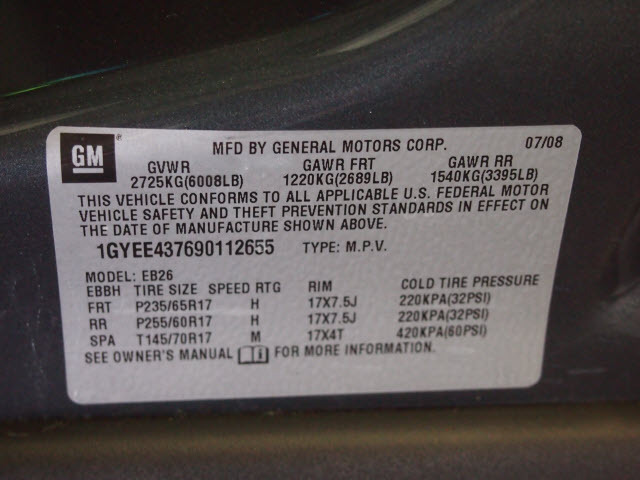 GM ® MFD BY GENERAL MOTORS CORP. 07/08
GVWR GAWR FRT GAWR RR
2725KG(6008LB) 1220KG(2689LB) 1540KG(3395LB)
THIS VEHICLE CONFORMS TO ALL APPLICABLE U.S. FEDERAL MOTOR
VEHICLE SAFETY AND THEFT PREVENTION STANDARDS IN EFFECT ON
THE DATE OF MANUFACTURE SHOWN ABOVE.
1GYEE437690112655 TYPE: M.P.V.
MODEL: EB26
EBBH TIRE SIZE SPEED RTG RIM COLD TIRE PRESSURE
FRT P235/65R17 H 17X7.5J 220KPA(32PSI)
RR P255/60R17 H 17X7.5J 220KPA(32PSI)
SPA T145/70R17 M 17X4T 420KPA(60PSI)
SEE OWNER'S MANUAL FOR MORE INFORMATION.